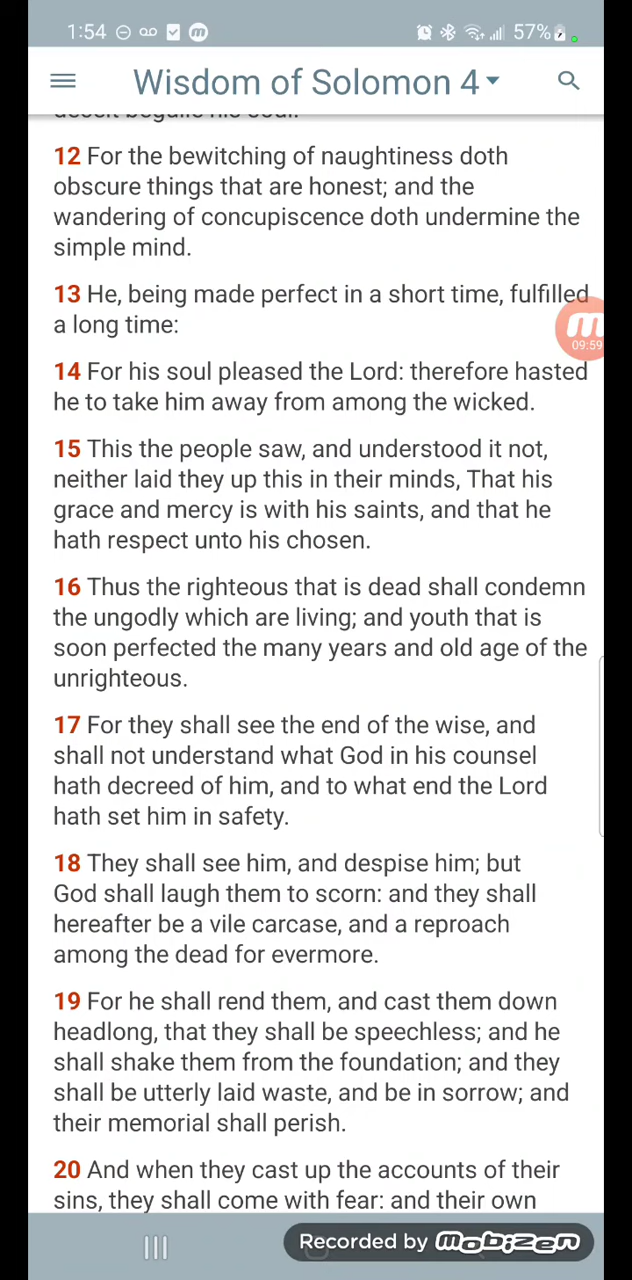 1:54
57%
Wisdom of Solomon 4
deceit beguile his soul.
12 For the bewitching of naughtiness doth
obscure things that are honest; and the
wandering of concupiscence doth undermine the
simple mind.
13 He, being made perfect in a short time, fulfilled
a long time:
m
09:59
14 For his soul pleased the Lord: therefore hasted
he to take him away from among the wicked.
15 This the people saw, and understood it not,
neither laid they up this in their minds, That his
grace and mercy is with his saints, and that he
hath respect unto his chosen.
16 Thus the righteous that is dead shall condemn
the ungodly which are living; and youth that is
soon perfected the many years and old age of the
unrighteous.
17 For they shall see the end of the wise, and
shall not understand what God in his counsel
hath decreed of him, and to what end the Lord
hath set him in safety.
18 They shall see him, and despise him; but
God shall laugh them to scorn: and they shall
hereafter be a vile carcase, and a reproach
among the dead for evermore.
19 For he shall rend them, and cast them down
headlong, that they shall be speechless; and he
shall shake them from the foundation; and they
shall be utterly laid waste, and be in sorrow; and
their memorial shall perish.
20 And when they cast up the accounts of their
sins, they shall come with fear: and their own
Recorded by mobizen